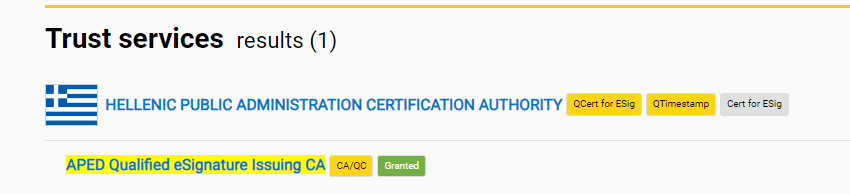 Trust services results (1)
HELLENIC PUBLIC ADMINISTRATION CERTIFICATION AUTHORITY QCert for ESig QTimestamp Cert for ESig
APED Qualified eSignature Issuing CA CA/QC Granted